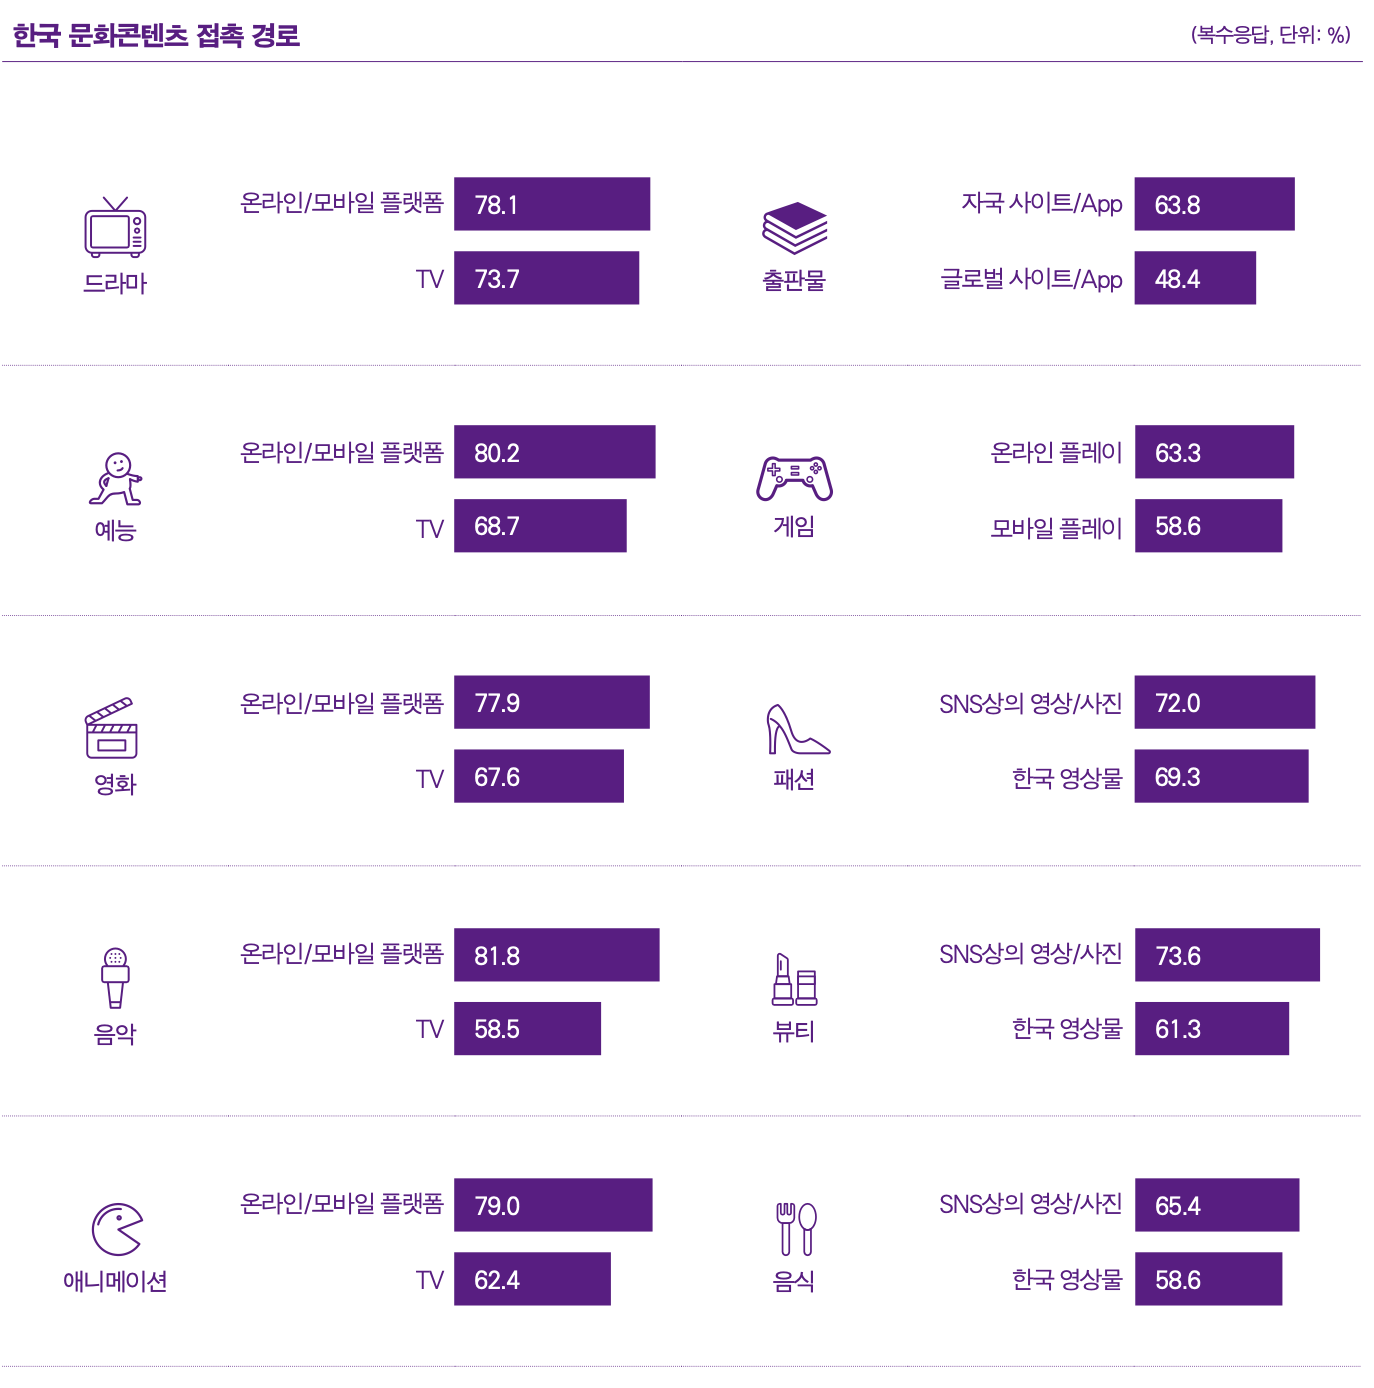 한국 문화콘텐츠 접촉 경로
(복수응답, 단위: %)
온라인/모바일 플랫폼 78.1
TV 73.7
드라마
자국 사이트/App 63.8
글로벌 사이트/App 48.4
출판물
온라인/모바일 플랫폼 80.2
TV 68.7
예능
온라인 플레이 63.3
모바일 플레이 58.6
게임
온라인/모바일 플랫폼 77.9
TV 67.6
영화
SNS상의 영상/사진 72.0
한국 영상물 69.3
패션
온라인/모바일 플랫폼 81.8
TV 58.5
음악
SNS상의 영상/사진 73.6
한국 영상물 61.3
뷰티
온라인/모바일 플랫폼 79.0
TV 62.4
애니메이션
SNS상의 영상/사진 65.4
한국 영상물 58.6
음식